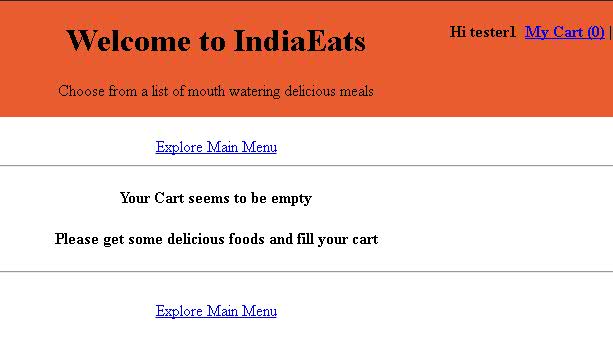 Welcome to IndiaEats
Hi tester1 My Cart (0) |
Choose from a list of mouth watering delicious meals
Explore Main Menu
Your Cart seems to be empty
Please get some delicious foods and fill your cart
Explore Main Menu